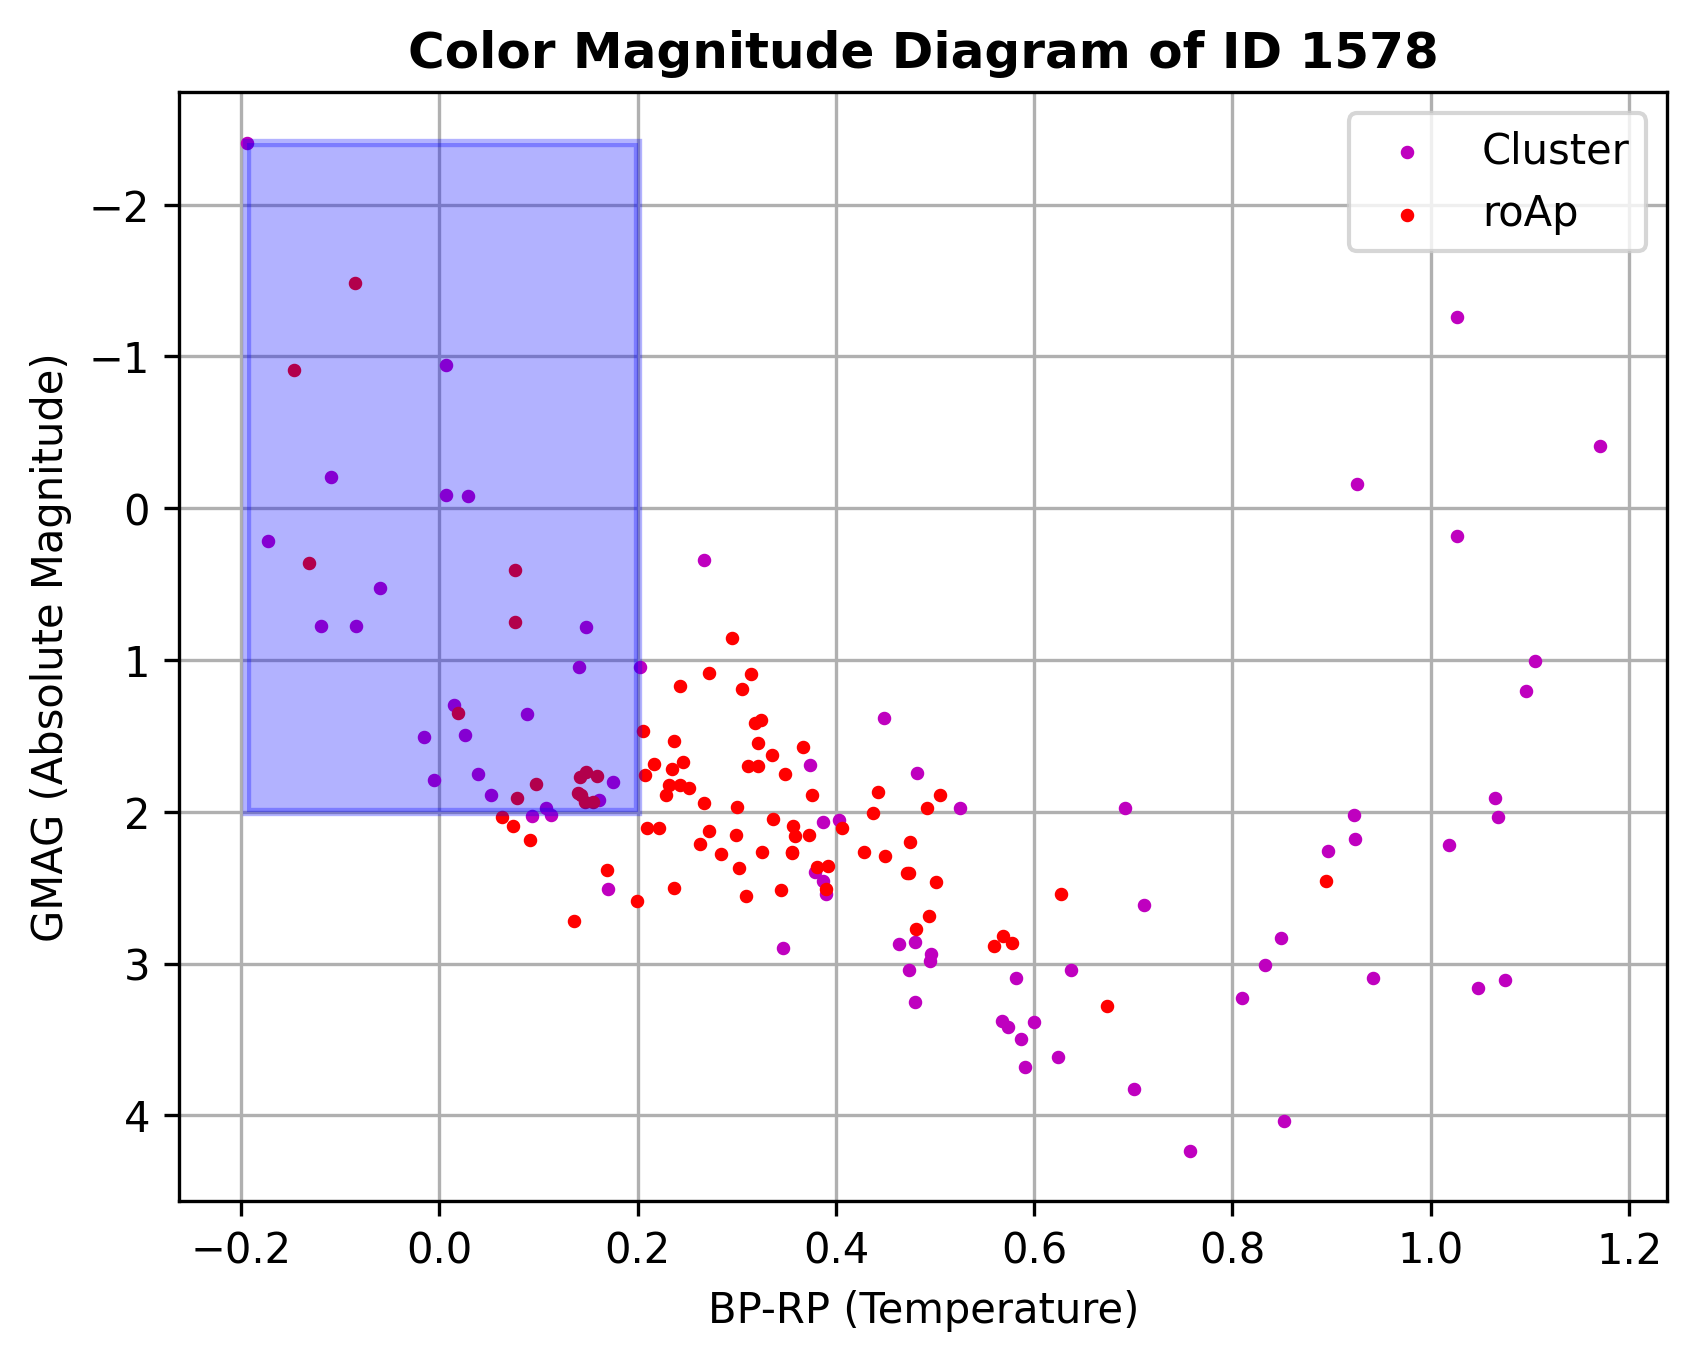 Color Magnitude Diagram of ID 1578
Cluster
roAp
GMAG (Absolute Magnitude)
−2
−1
0
1
2
3
4
−0.2 0.0 0.2 0.4 0.6 0.8 1.0 1.2
BP-RP (Temperature)